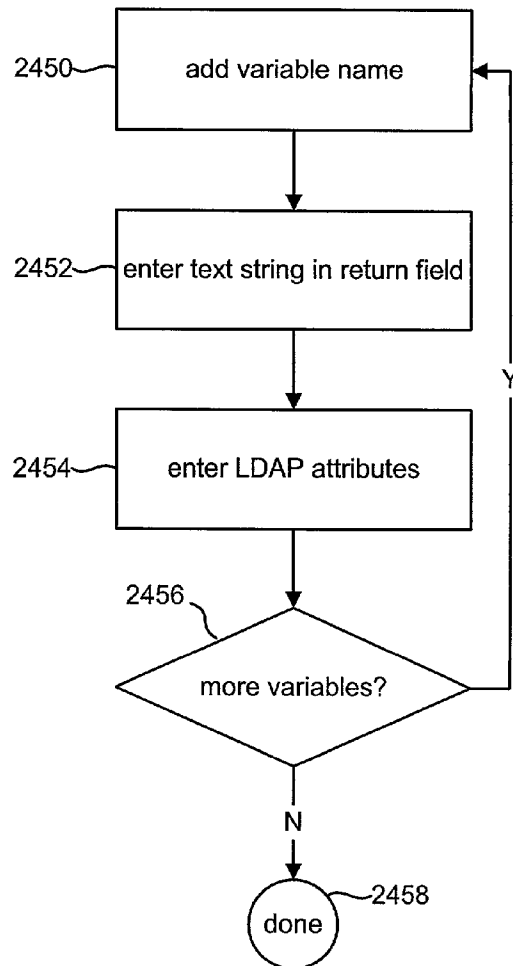 2450
add variable name
2452
enter text string in return field
Y
2454
enter LDAP attributes
2456
more variables?
N
2458
done